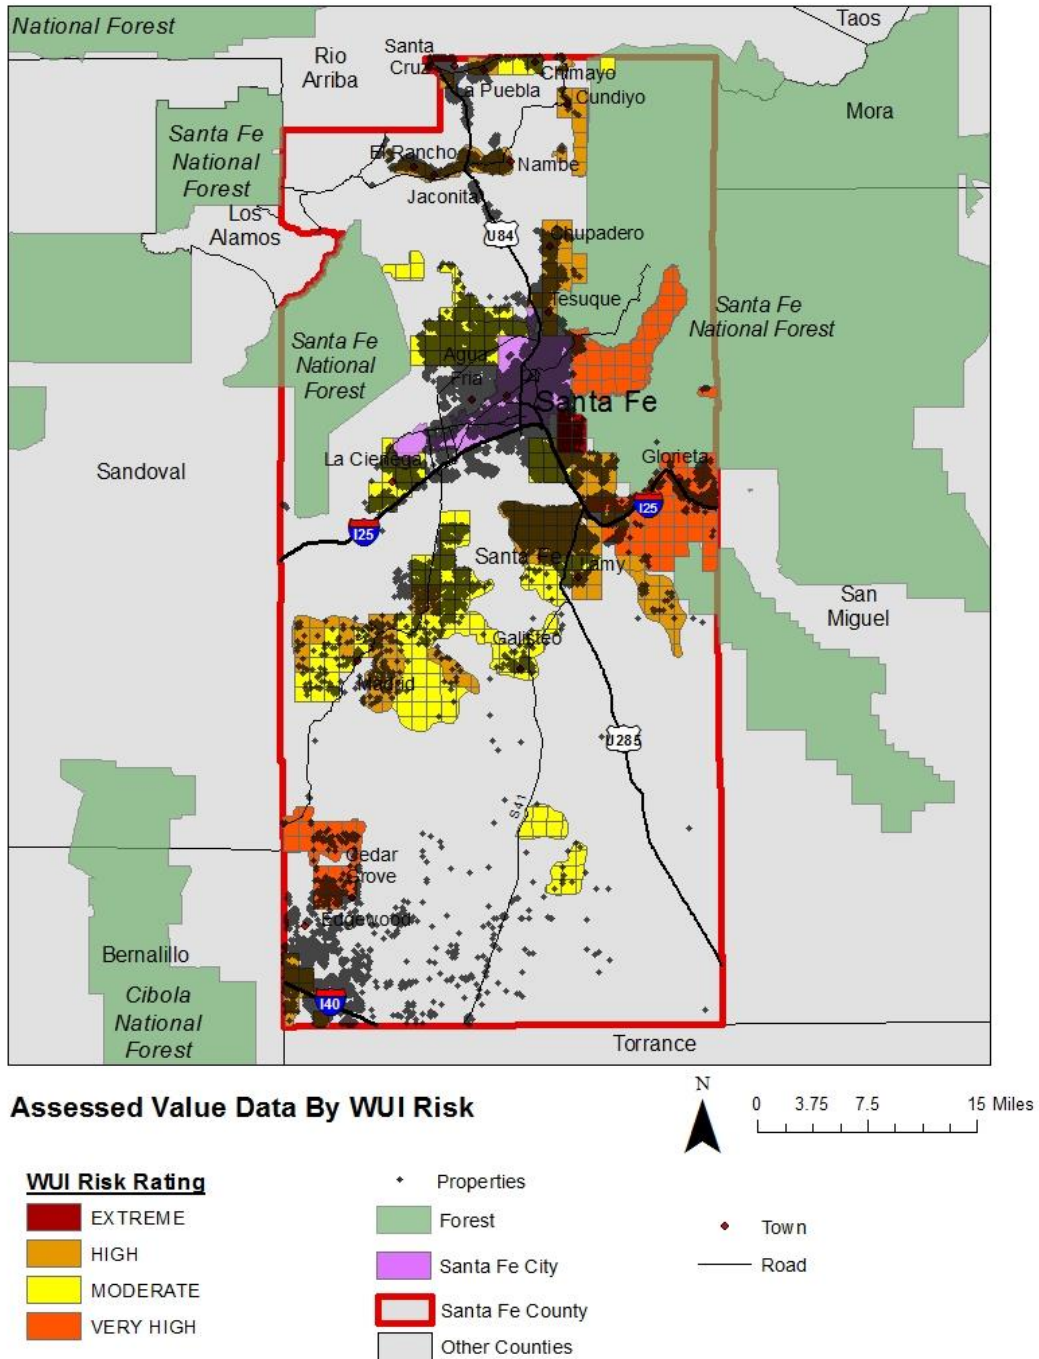 National Forest
Taos
Rio
Arriba
Santa
Cruz
Chimayo
La Puebla
Cundiyo
Mora
Santa Fe
National
Forest
El Rancho
Nambe
Jaconita
Los
Alamos
U84
Chupadero
Tesuque
Santa Fe
National Forest
Santa Fe
National
Forest
Agua
Fria
Santa Fe
Sandoval
La Cienega
Glorieta
I25
I25
Santa Fe
Lamy
San
Miguel
Galisteo
Madrid
U285
S41
Cedar
Grove
Edgewood
Bernalillo
I40
Cibola
National
Forest
Torrance
Assessed Value Data By WUI Risk
N
0 3.75 7.5 15 Miles
WUI Risk Rating
EXTREME
HIGH
MODERATE
VERY HIGH
Properties
Forest
Santa Fe City
Santa Fe County
Other Counties
Town
Road